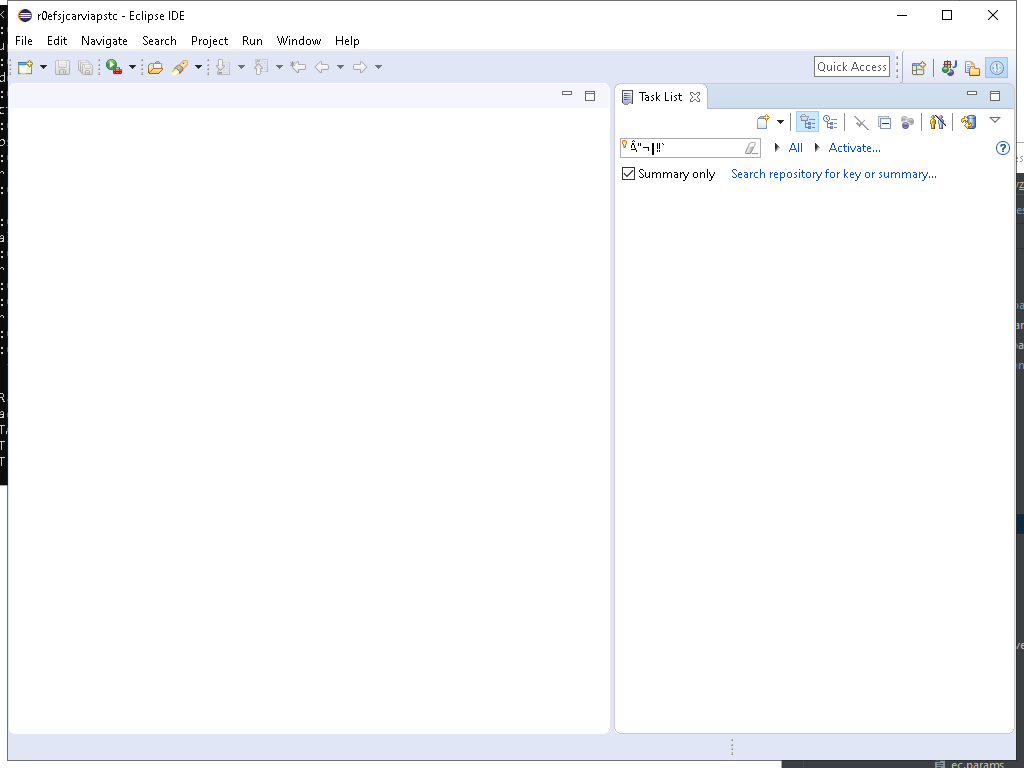 r0efsjcarviapstc - Eclipse IDE
File Edit Navigate Search Project Run Window Help
Quick Access
Task List
All Activate...
Summary only Search repository for key or summary...
ec.params